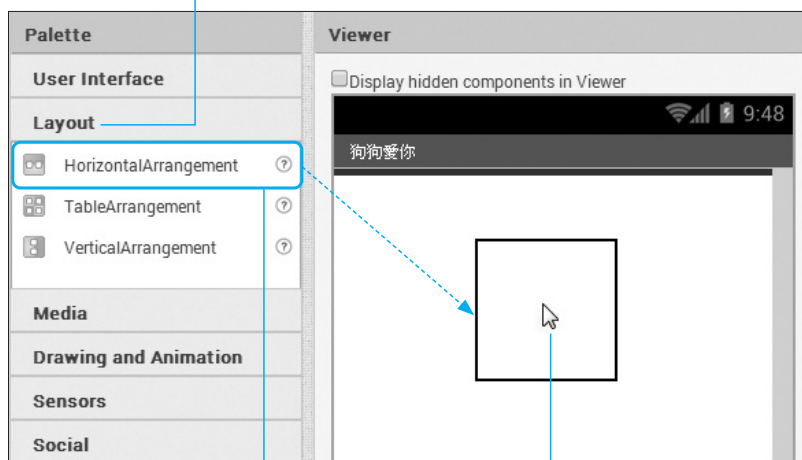 Palette
User Interface
Layout
HorizontalArrangement ?
TableArrangement ?
VerticalArrangement ?
Media
Drawing and Animation
Sensors
Social
Viewer
Display hidden components in Viewer
9:48
狗狗愛你